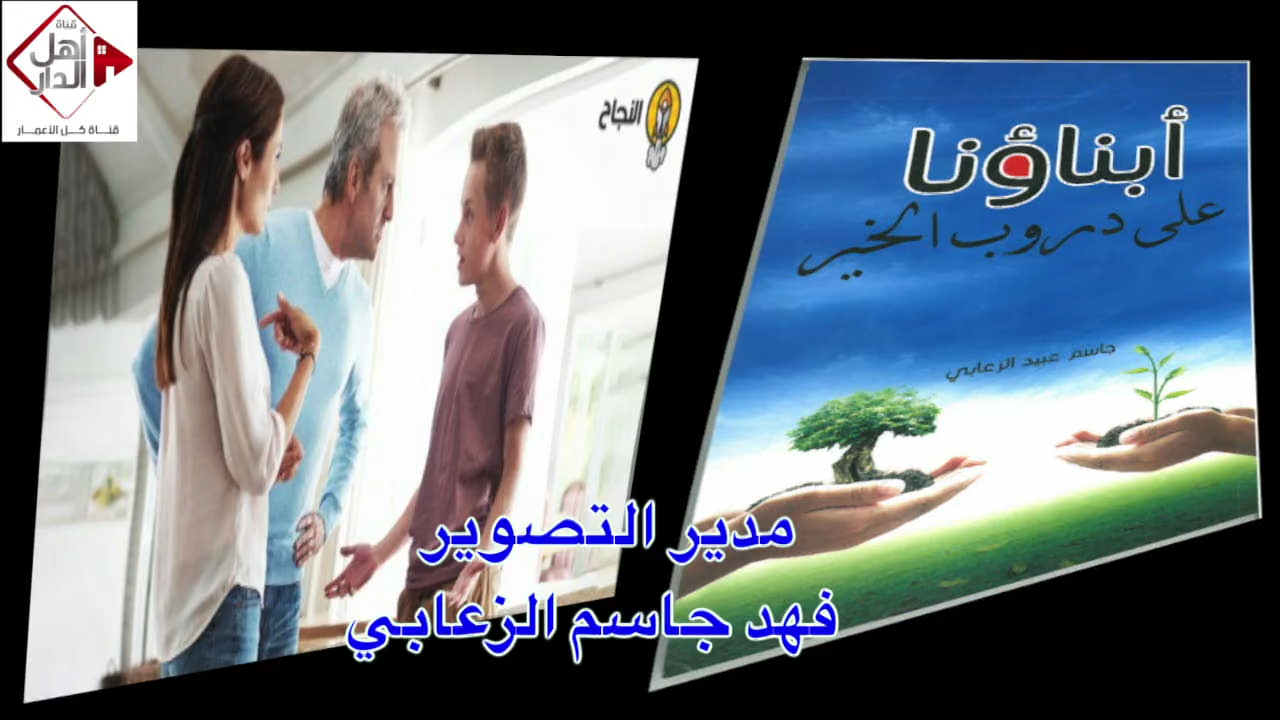 قناة
أهل
الدار
قناة كل الأعمار
النجاح
أبناؤنا
على دروب الخير
جاسم عبيد الزعابي
مدير التصوير
فهد جاسم الزعابي